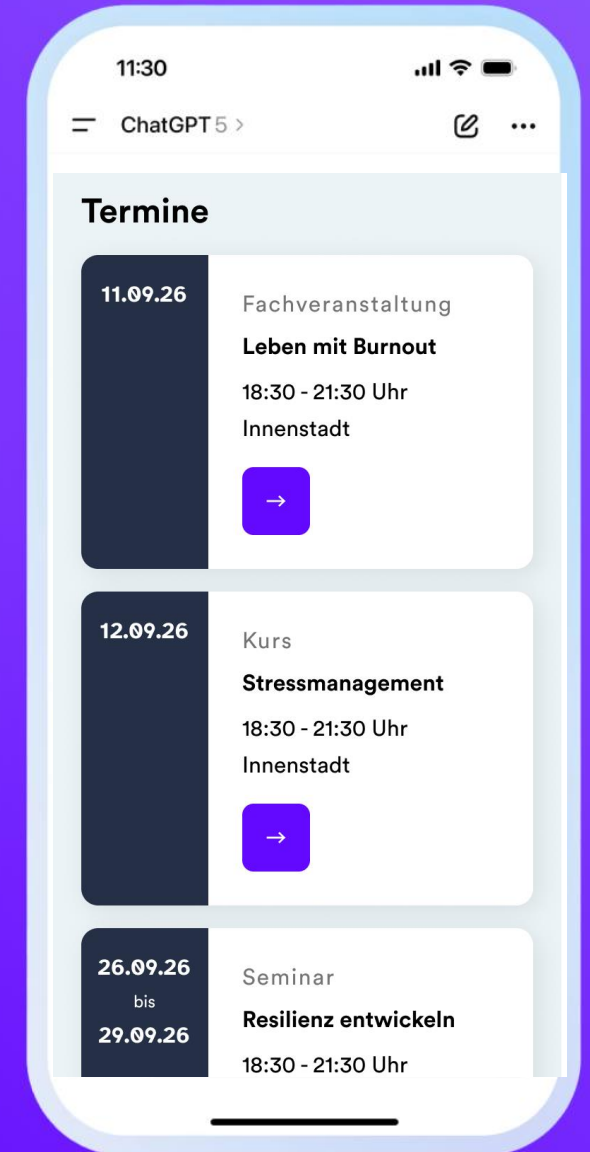 11:30
ChatGPT 5 >
Termine
11.09.26
Fachveranstaltung
Leben mit Burnout
18:30 - 21:30 Uhr
Innenstadt
→
12.09.26
Kurs
Stressmanagement
18:30 - 21:30 Uhr
Innenstadt
→
26.09.26
bis
29.09.26
Seminar
Resilienz entwickeln
18:30 - 21:30 Uhr